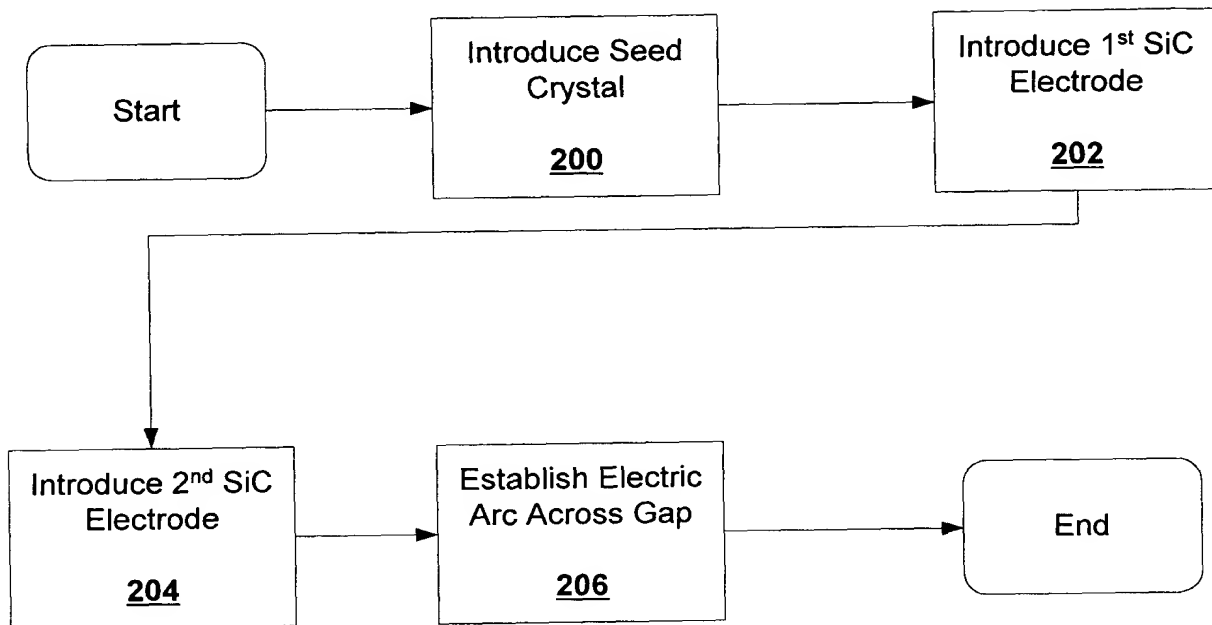 Start
Introduce Seed
Crystal
200
Introduce 1st SiC
Electrode
202
Introduce 2nd SiC
Electrode
204
Establish Electric
Arc Across Gap
206
End